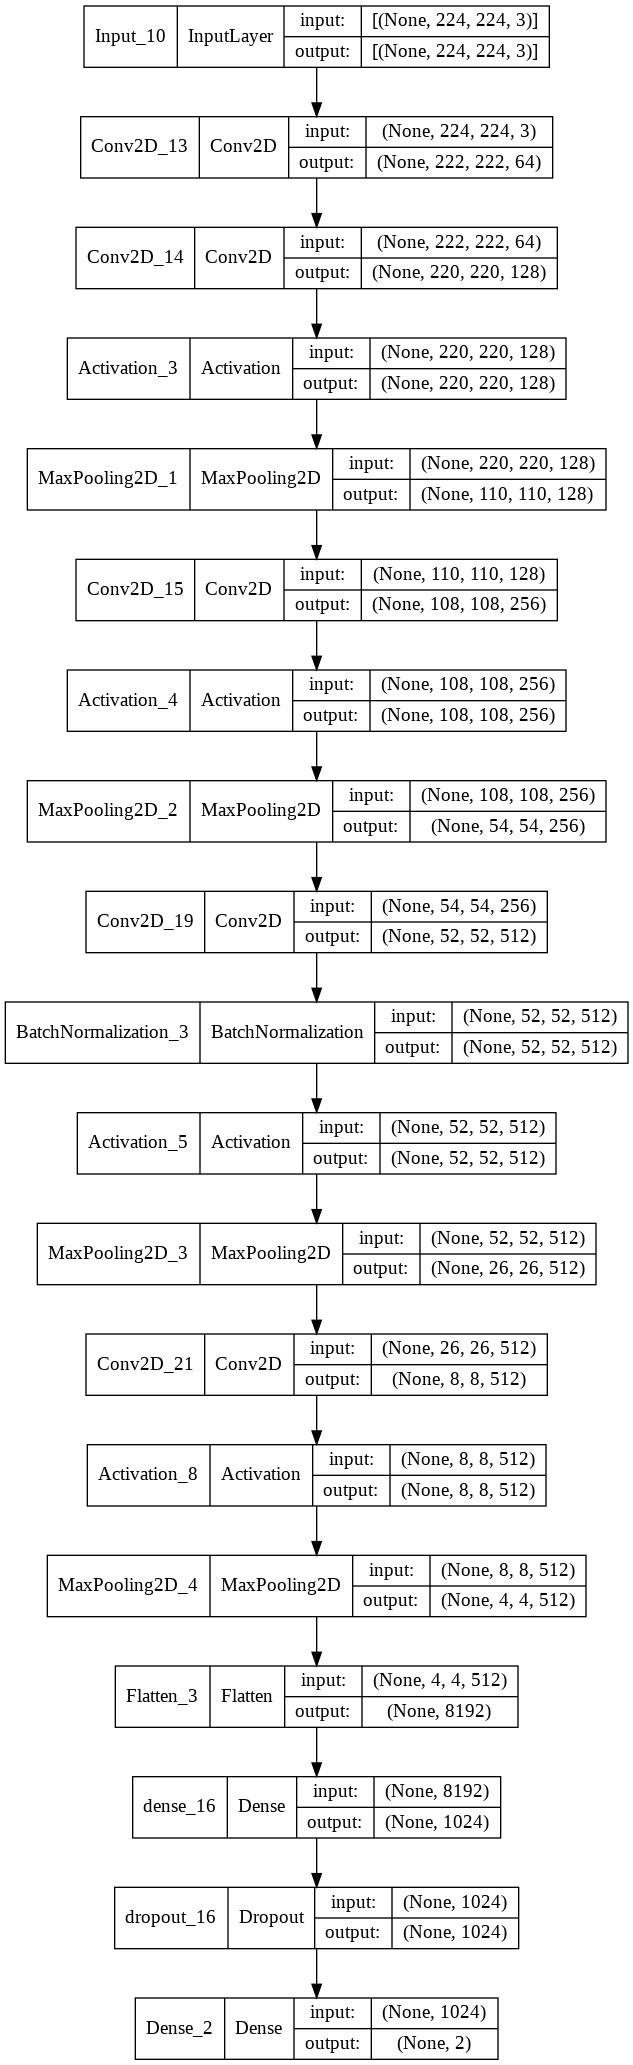 Input_10 InputLayer input: [(None, 224, 224, 3)]
output: [(None, 224, 224, 3)]
Conv2D_13 Conv2D input: (None, 224, 224, 3)
output: (None, 222, 222, 64)
Conv2D_14 Conv2D input: (None, 222, 222, 64)
output: (None, 220, 220, 128)
Activation_3 Activation input: (None, 220, 220, 128)
output: (None, 220, 220, 128)
MaxPooling2D_1 MaxPooling2D input: (None, 220, 220, 128)
output: (None, 110, 110, 128)
Conv2D_15 Conv2D input: (None, 110, 110, 128)
output: (None, 108, 108, 256)
Activation_4 Activation input: (None, 108, 108, 256)
output: (None, 108, 108, 256)
MaxPooling2D_2 MaxPooling2D input: (None, 108, 108, 256)
output: (None, 54, 54, 256)
Conv2D_19 Conv2D input: (None, 54, 54, 256)
output: (None, 52, 52, 512)
BatchNormalization_3 BatchNormalization input: (None, 52, 52, 512)
output: (None, 52, 52, 512)
Activation_5 Activation input: (None, 52, 52, 512)
output: (None, 52, 52, 512)
MaxPooling2D_3 MaxPooling2D input: (None, 52, 52, 512)
output: (None, 26, 26, 512)
Conv2D_21 Conv2D input: (None, 26, 26, 512)
output: (None, 8, 8, 512)
Activation_8 Activation input: (None, 8, 8, 512)
output: (None, 8, 8, 512)
MaxPooling2D_4 MaxPooling2D input: (None, 8, 8, 512)
output: (None, 4, 4, 512)
Flatten_3 Flatten input: (None, 4, 4, 512)
output: (None, 8192)
dense_16 Dense input: (None, 8192)
output: (None, 1024)
dropout_16 Dropout input: (None, 1024)
output: (None, 1024)
Dense_2 Dense input: (None, 1024)
output: (None, 2)